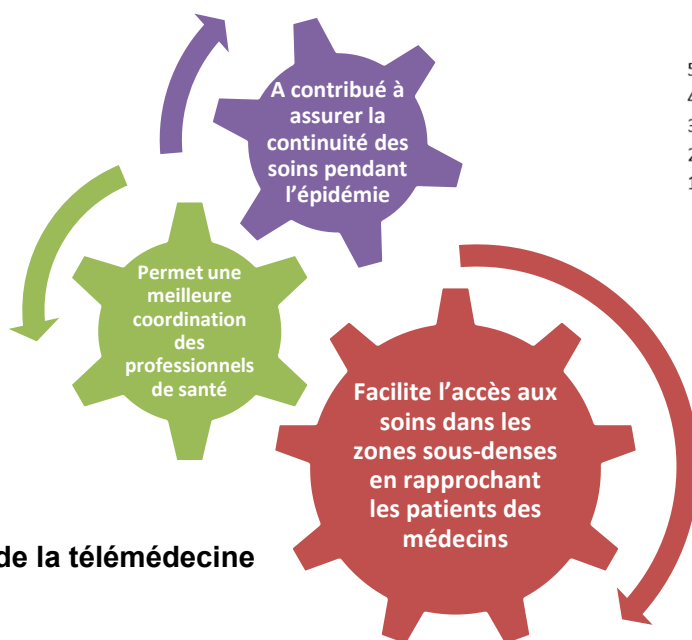 A contribué à
assurer la
continuité des
soins pendant
l’épidémie
Permet une
meilleure
coordination
des
professionnels
de santé
Facilite l’accès aux
soins dans les
zones sous-denses
en rapprochant
les patients des
médecins
de la télémédecine